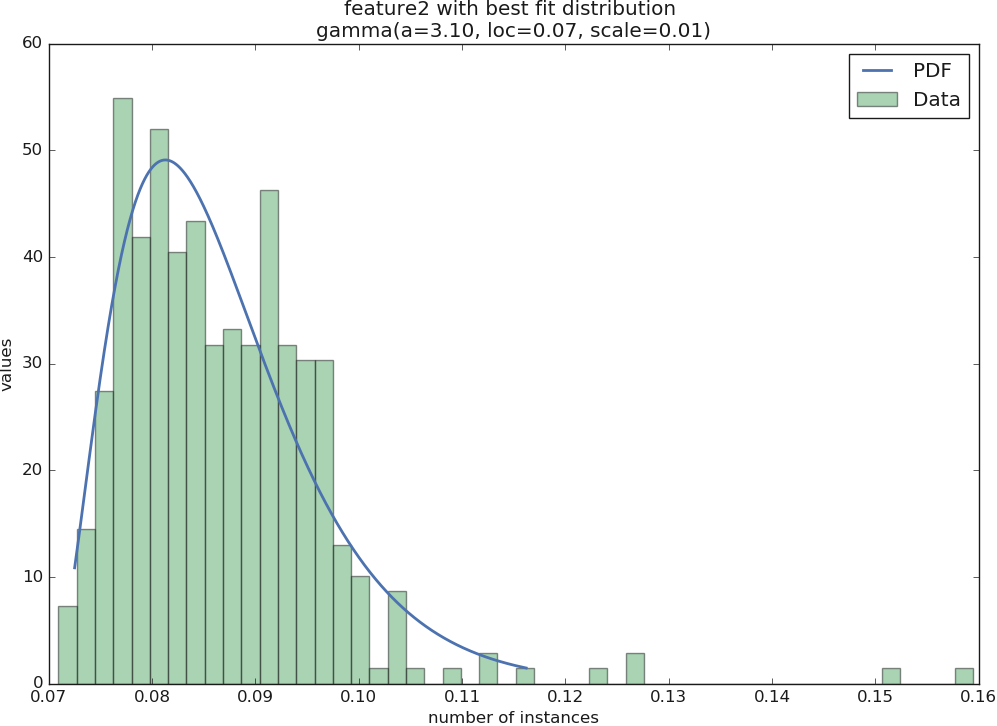 feature2 with best fit distribution
gamma(a=3.10, loc=0.07, scale=0.01)
PDF
Data
60
50
40
30
20
10
0
values
0.07 0.08 0.09 0.10 0.11 0.12 0.13 0.14 0.15 0.16
number of instances